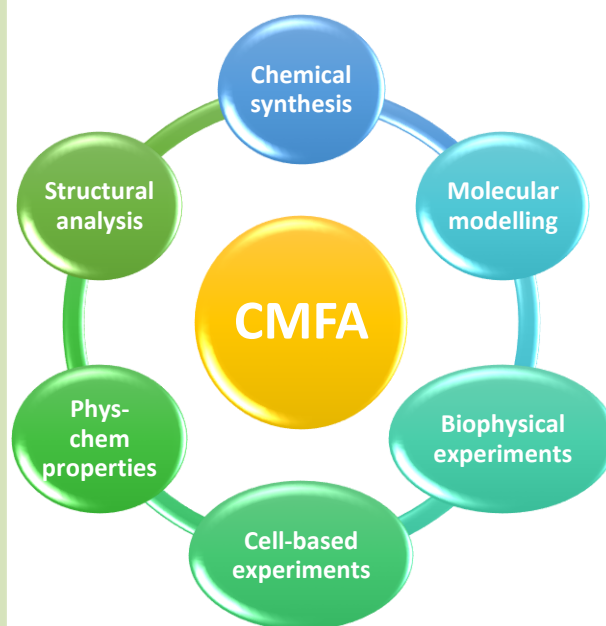 Chemical
synthesis
Molecular
modelling
Biophysical
experiments
Cell-based
experiments
Phys-
chem
properties
Structural
analysis
CMFA